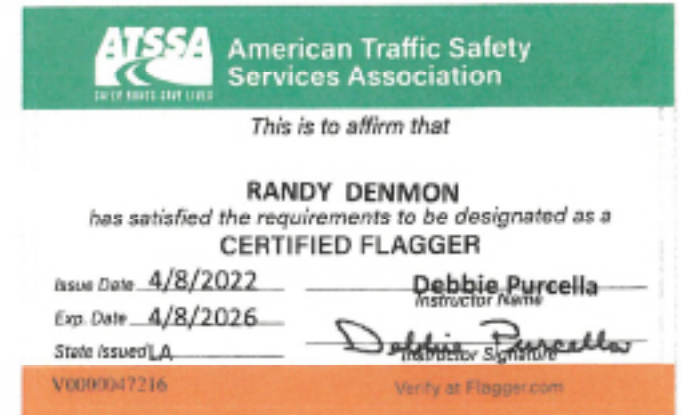 ATSSA
SAFER ROADS SAVE LIVES
American Traffic Safety
Services Association
This is to affirm that
RANDY DENMON
has satisfied the requirements to be designated as a
CERTIFIED FLAGGER
Issue Date 4/8/2022
Debbie Purcella
Instructor Name
Exp. Date 4/8/2026
Debbie Purcella
State Issued LA
Instructor Signature
V0000047216
Verify at Flagger.com